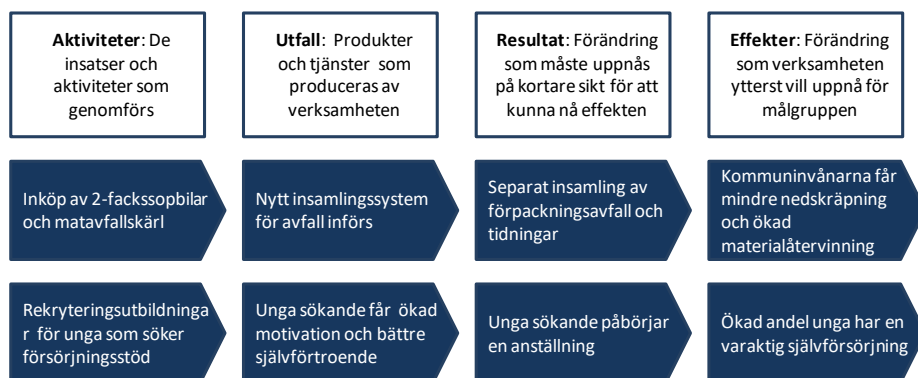 Aktiviteter: De
insatser och
aktiviteter som
genomförs
Utfall: Produkter
och tjänster som
produceras av
verksamheten
Resultat: Förändring
som måste uppnås
på kortare sikt för att
kunna nå effekten
Effekter: Förändring
som verksamheten
ytterst vill uppnå för
målgruppen
Inköp av 2-fackssopbilar
och matavfallskärl
Nytt insamlingssystem
för avfall införs
Separat insamling av
förpackningsavfall och
tidningar
Kommuninvånarna får
mindre nedskräpning
och ökad
materialåtervinning
Rekryteringsutbildninga
r för unga som söker
försörjningsstöd
Unga sökande får ökad
motivation och bättre
självförtroende
Unga sökande påbörjar
en anställning
Ökad andel unga har en
varaktig självförsörjning